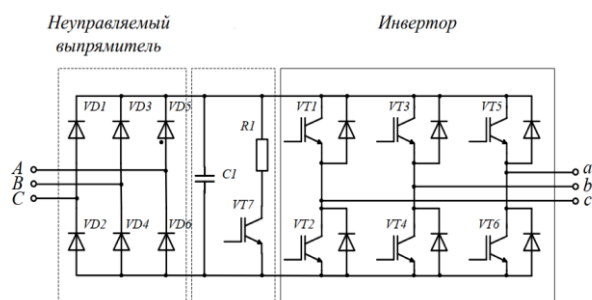 Неуправляемый
выпрямитель
Инвертор
VD1 VD3 VD5
VT1 VT3 VT5
R1
A
B
C
C1
a
b
c
VT7
VD2 VD4 VD6
VT2 VT4 VT6